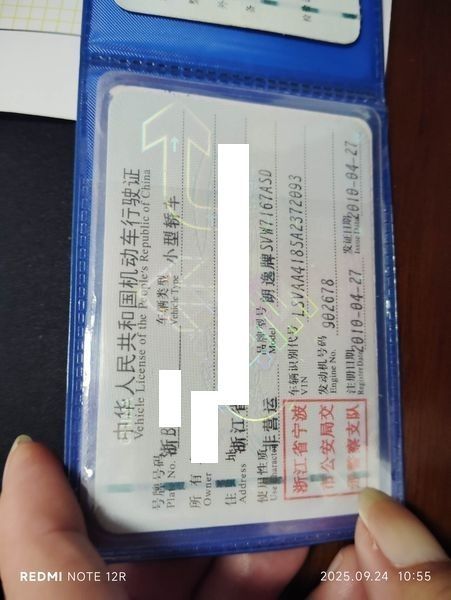 中华人民共和国机动车行驶证
Vehicle License of the People's Republic of China
号牌号码 浙B
Plate No.
车辆类型 小型轿车
Vehicle Type
所有
Owner
住 址 浙江省
Address
使用性质 非营运
Use Character
品牌型号 朗逸牌SVW7167ASD
Model
车辆识别代号 LSVAA4185A2372093
VIN
发动机号码 902678
Engine No.
注册日期 2010-04-27
Register Date
发证日期 2010-04-27
Issue Date
浙江省宁波
市公安局交
通警察支队
REDMI NOTE 12R
2025.09.24 10:55